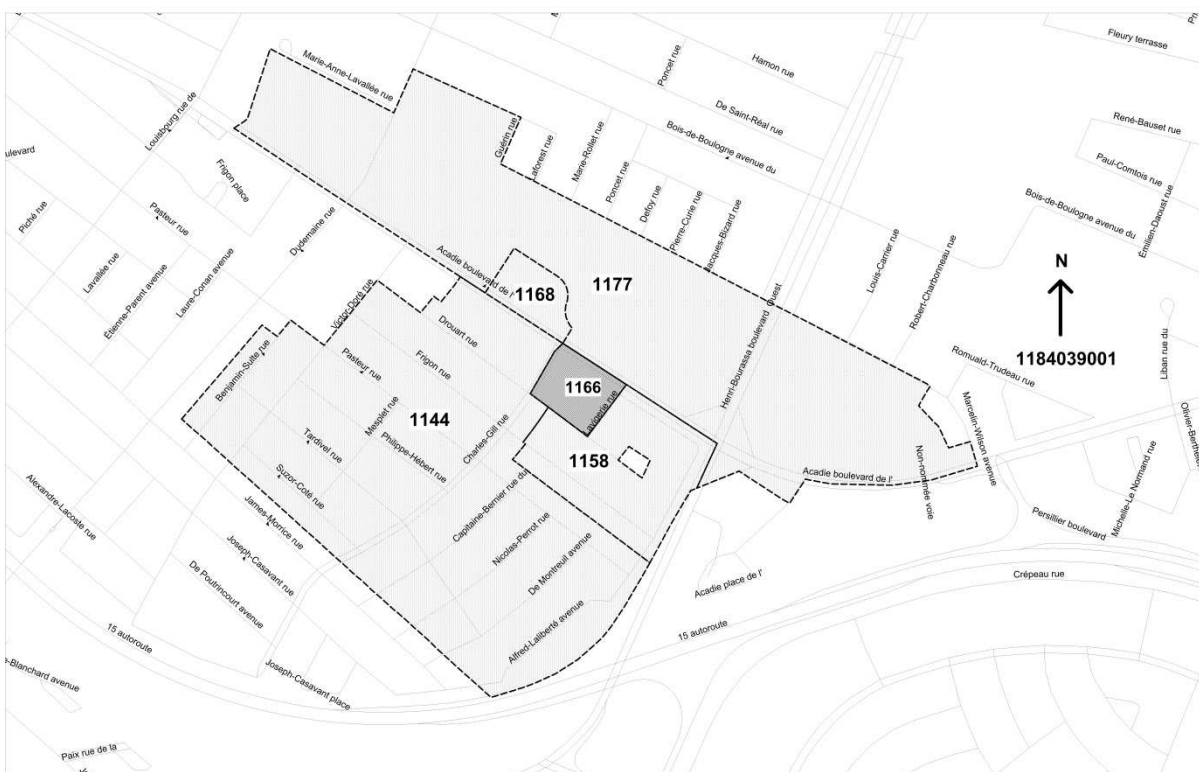 Fleury terrasse
Hamon rue
Poncet rue
Marie-Anne-Lavallée rue
De Saint-Réal rue
Louisbourg rue de
René-Bauset rue
Bois-de-Boulogne avenue du
Guérin rue
Laforest rue
Marie-Rollet rue
Poncet rue
Paul-Comtois rue
ulevard
Frigon place
Defoy rue
Pierre-Curie rue
Jacques-Bizard rue
Bois-de-Boulogne avenue du
Émilien-Daoust rue
Piché rue
Pasteur rue
Dudemaine rue
Louis-Carrier rue
Robert-Charbonneau rue
Lavallée rue
Étienne-Parent avenue
Laure-Conan avenue
Acadie boulevard de l'
1177
N
1168
Henri-Bourassa boulevard Ouest
Victor-Doré rue
Drouart rue
Romuald-Trudeau rue
1184039001
Liban rue du
Benjamin-Sulte rue
Pasteur rue
Frigon rue
1166
Marcelin-Wilson avenue
Mesplet rue
1144
Philippe-Hébert rue
Charles-Gill rue
Lavigerie rue
Tardivel rue
1158
Non-nommée voie
Acadie boulevard de l'
Michelle-Le Normand rue
Suzor-Coté rue
Capitaine-Bernier rue du
Alexandre-Lacoste rue
James-Morrice rue
Nicolas-Perrot rue
Persillier boulevard
Joseph-Casavant rue
De Montreuil avenue
De Poutrincourt avenue
Acadie place de l'
Crépeau rue
Alfred-Laliberté avenue
15 autoroute
15 autoroute
Joseph-Casavant place
e-Blanchard avenue
Paix rue de la